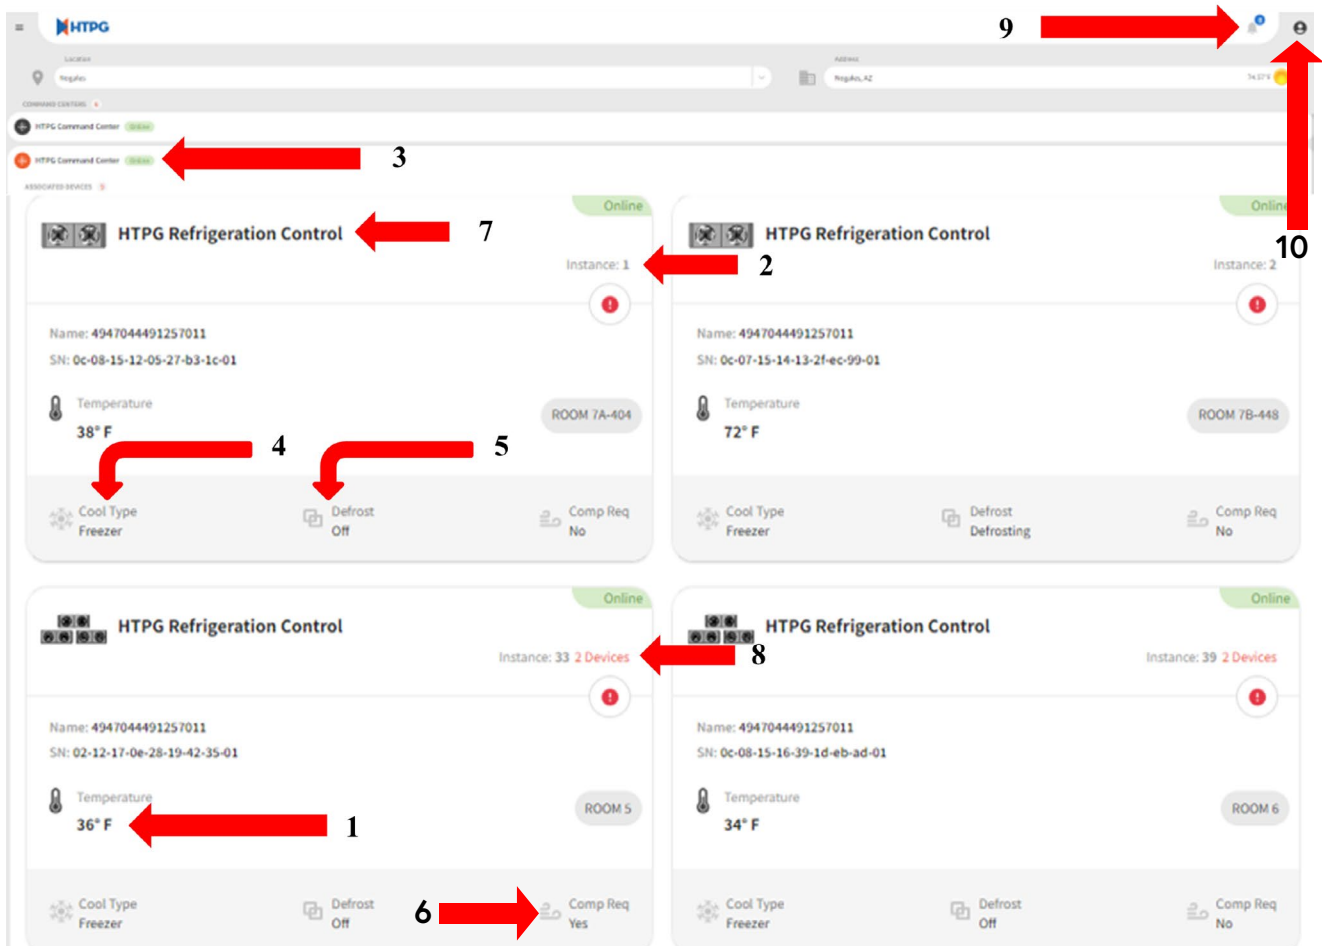 9
HTPG
Location
Address
Nogales
Nogales, AZ
COMMAND CENTERS
HTPG Command Center Online
HTPG Command Center Online
3
ASSOCIATED DEVICES
Online
HTPG Refrigeration Control
7
Instance: 1
2
Name: 4947044491257011
SN: 0c-08-15-12-05-27-b3-1c-01
Temperature
38° F
ROOM 7A-404
4
5
Cool Type
Freezer
Defrost
Off
Comp Req
No
Online
HTPG Refrigeration Control
10
Instance: 2
Name: 4947044491257011
SN: 0c-07-15-14-13-2f-ec-99-01
Temperature
72° F
ROOM 7B-448
Cool Type
Freezer
Defrost
Defrosting
Comp Req
No
Online
HTPG Refrigeration Control
Instance: 33 2 Devices
8
Name: 4947044491257011
SN: 02-12-17-0e-28-19-42-35-01
Temperature
36° F
1
ROOM 5
Cool Type
Freezer
Defrost
Off
6
Comp Req
Yes
Online
HTPG Refrigeration Control
Instance: 39 2 Devices
Name: 4947044491257011
SN: 0c-08-15-16-39-1d-eb-ad-01
Temperature
34° F
ROOM 6
Cool Type
Freezer
Defrost
Off
Comp Req
No